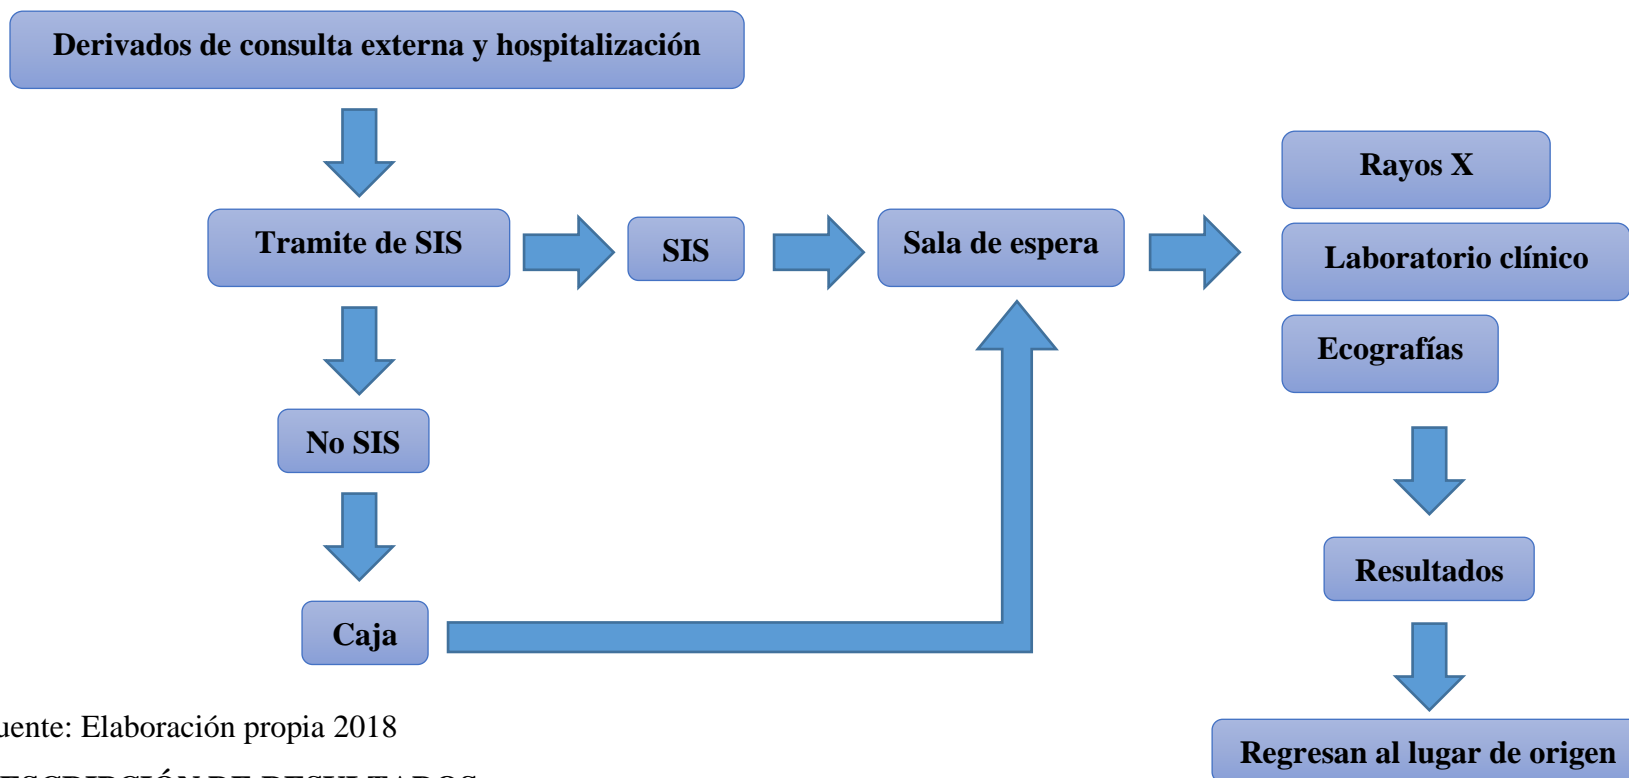 Derivados de consulta externa y hospitalización
Tramite de SIS
SIS
Sala de espera
Rayos X
Laboratorio clínico
Ecografías
No SIS
Caja
Resultados
Regresan al lugar de origen
uente: Elaboración propia 2018